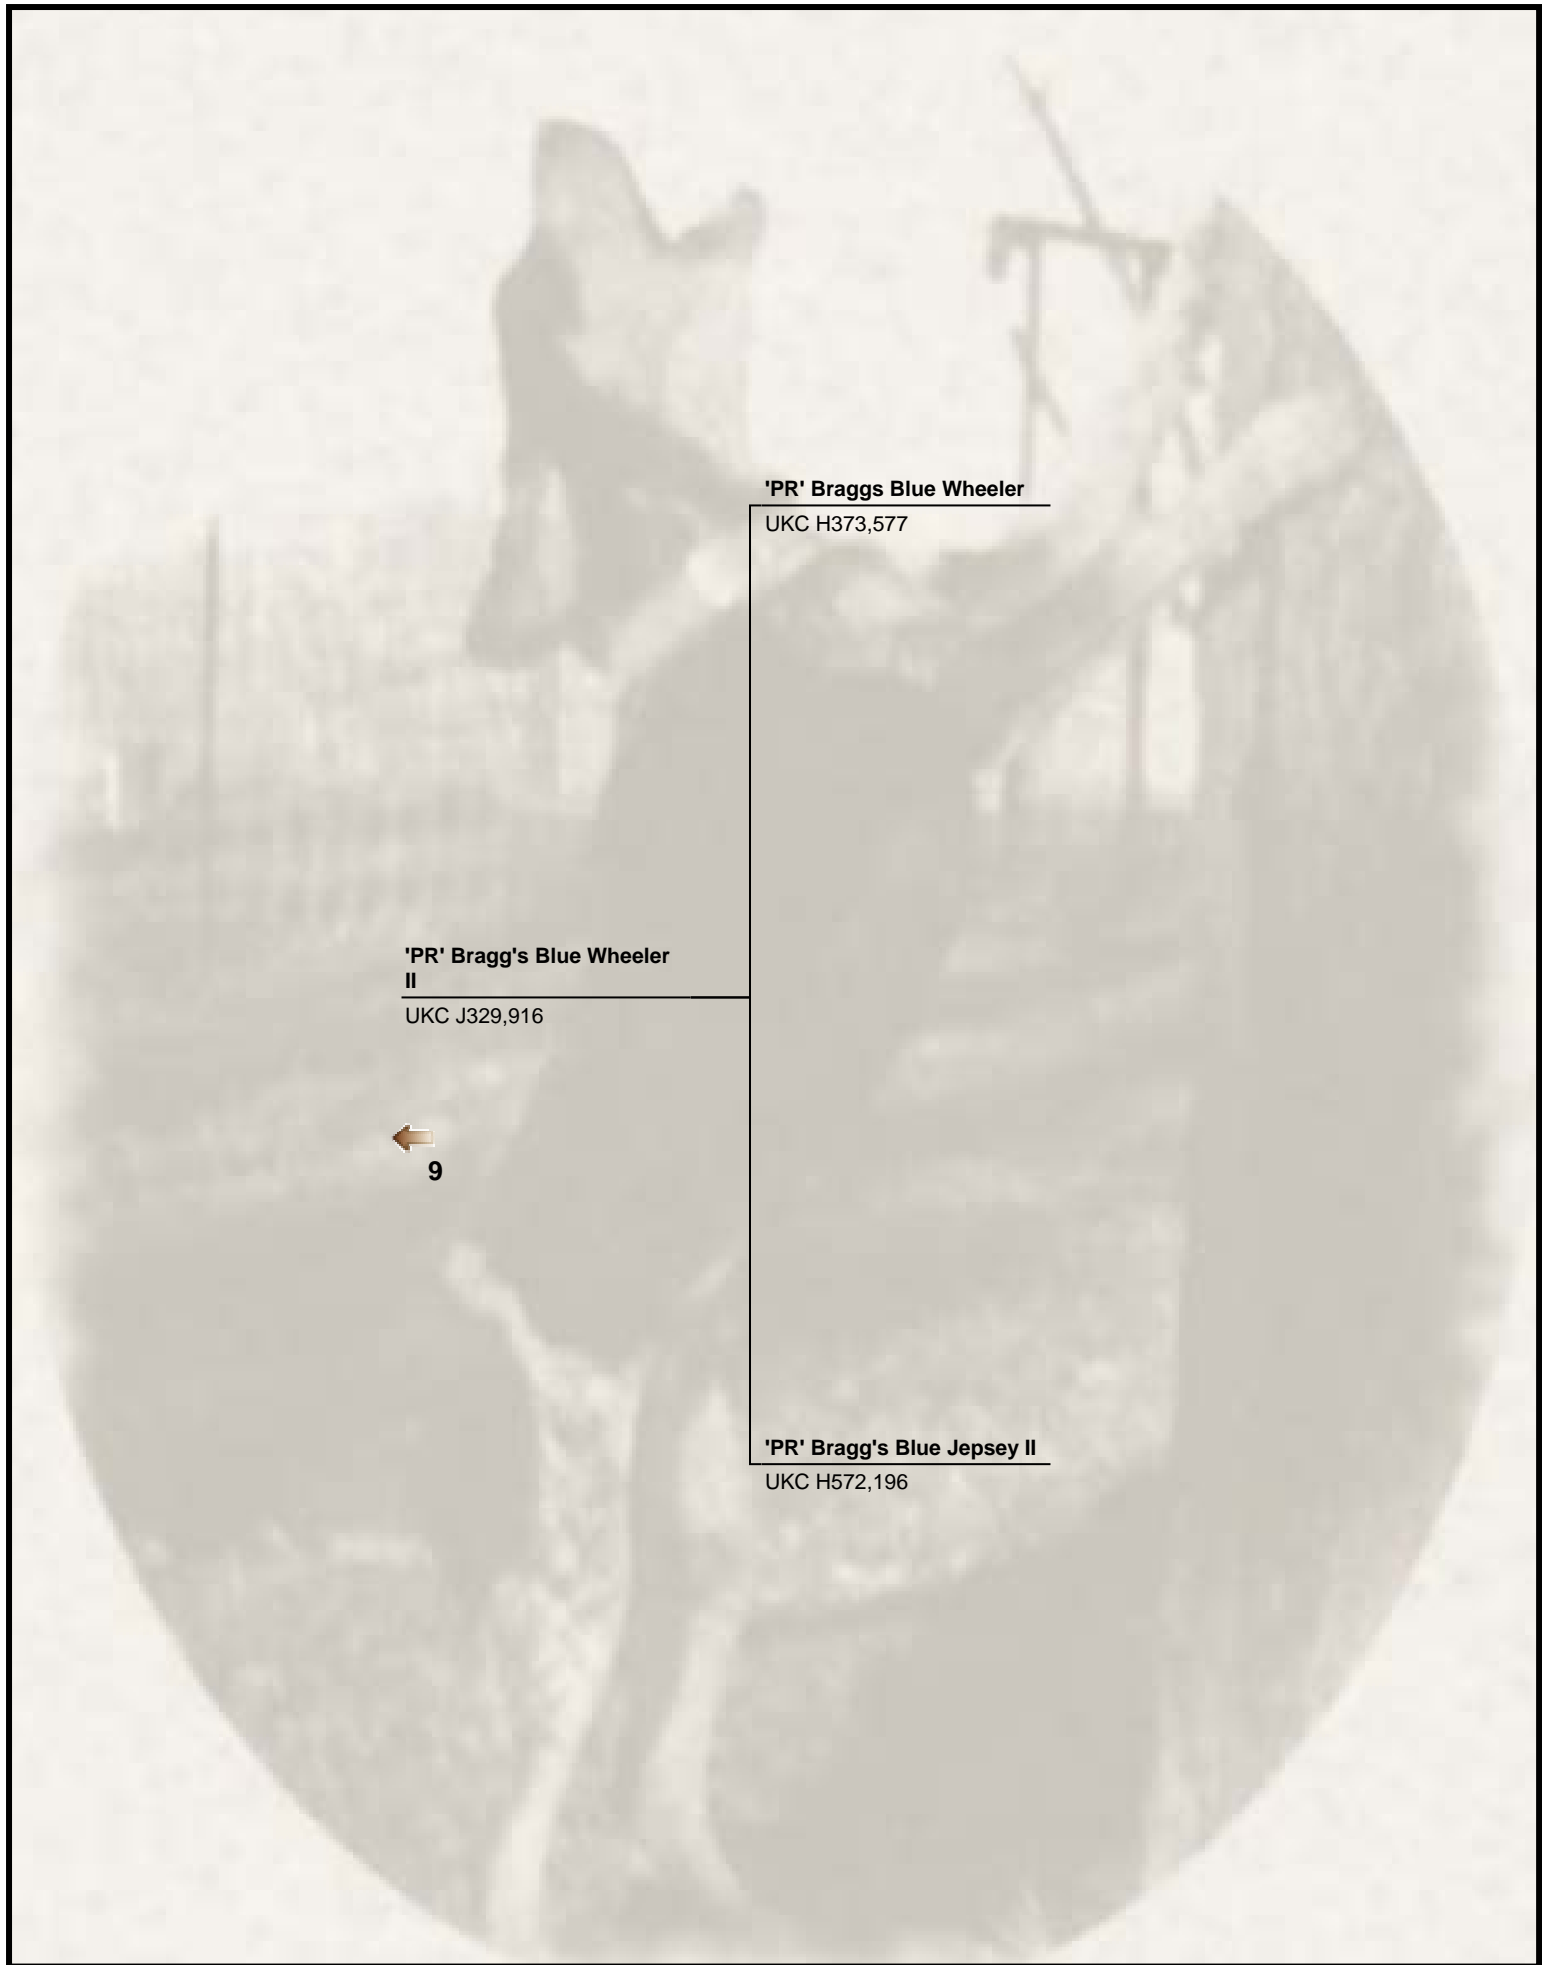 'PR' Braggs Blue Wheeler
UKC H373,577
'PR' Bragg's Blue Wheeler
II
UKC J329,916
9
'PR' Bragg's Blue Jepsey II
UKC H572,196